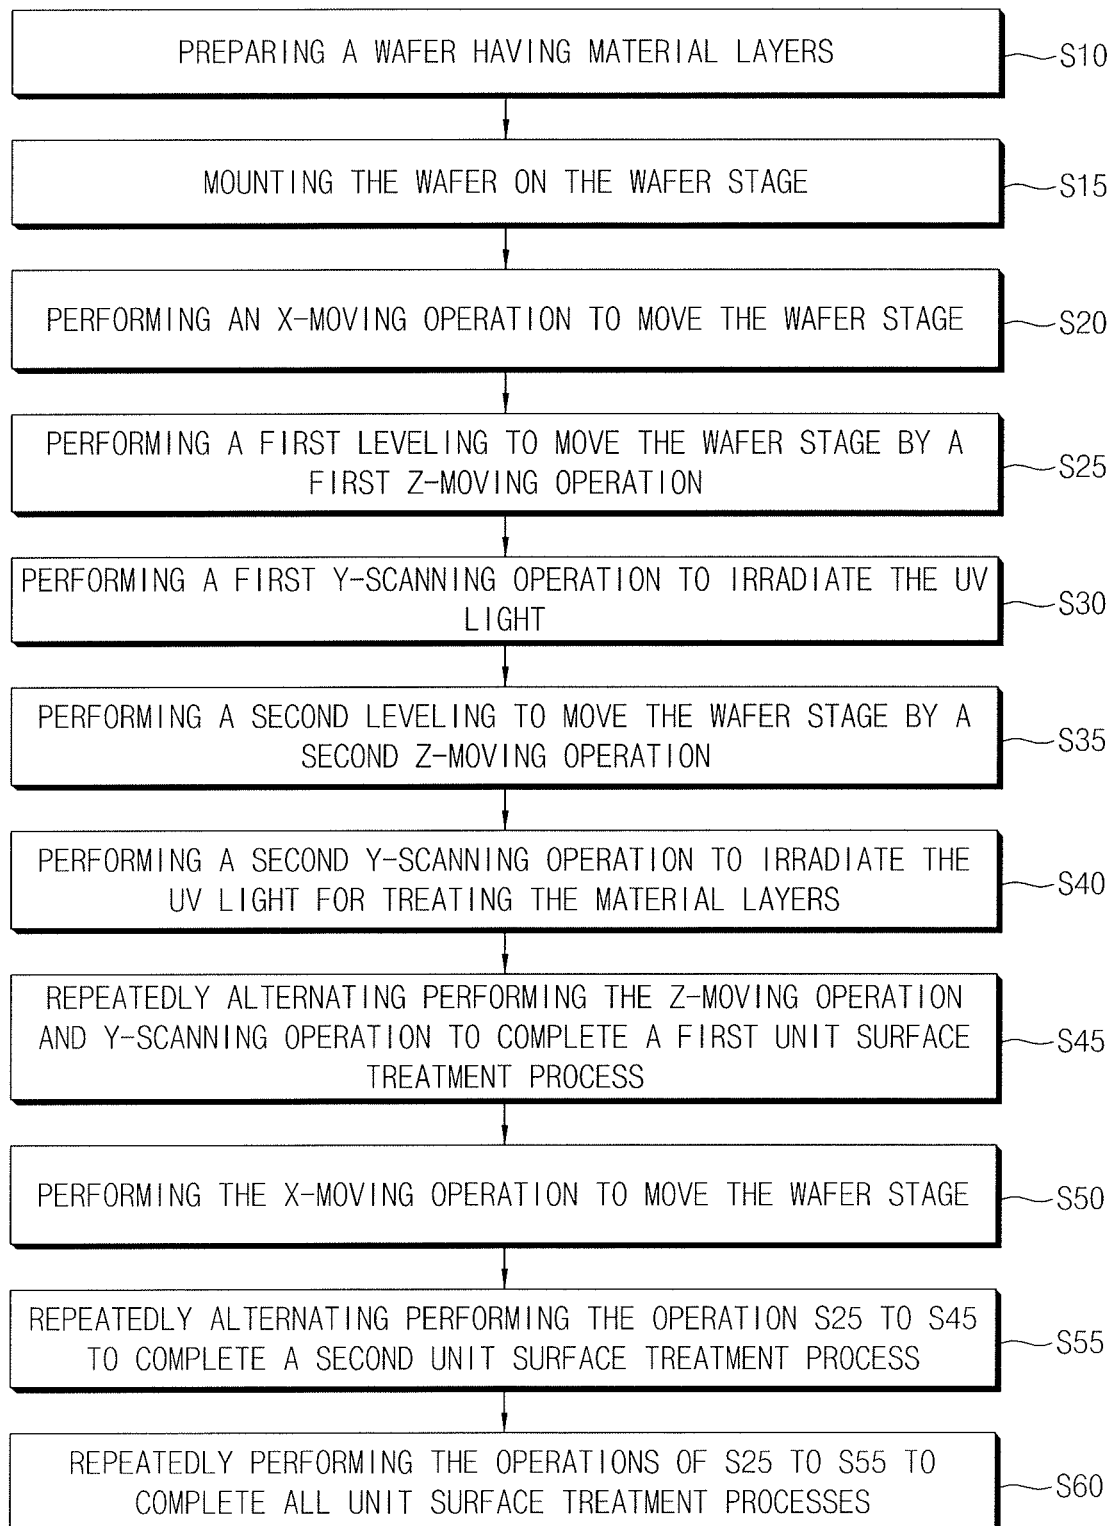 PREPARING A WAFER HAVING MATERIAL LAYERS
S10
MOUNTING THE WAFER ON THE WAFER STAGE
S15
PERFORMING AN X-MOVING OPERATION TO MOVE THE WAFER STAGE
S20
PERFORMING A FIRST LEVELING TO MOVE THE WAFER STAGE BY A
FIRST Z-MOVING OPERATION
S25
PERFORMING A FIRST Y-SCANNING OPERATION TO IRRADIATE THE UV
LIGHT
S30
PERFORMING A SECOND LEVELING TO MOVE THE WAFER STAGE BY A
SECOND Z-MOVING OPERATION
S35
PERFORMING A SECOND Y-SCANNING OPERATION TO IRRADIATE THE
UV LIGHT FOR TREATING THE MATERIAL LAYERS
S40
REPEATEDLY ALTERNATING PERFORMING THE Z-MOVING OPERATION
AND Y-SCANNING OPERATION TO COMPLETE A FIRST UNIT SURFACE
TREATMENT PROCESS
S45
PERFORMING THE X-MOVING OPERATION TO MOVE THE WAFER STAGE
S50
REPEATEDLY ALTERNATING PERFORMING THE OPERATION S25 TO S45
TO COMPLETE A SECOND UNIT SURFACE TREATMENT PROCESS
S55
REPEATEDLY PERFORMING THE OPERATIONS OF S25 TO S55 TO
COMPLETE ALL UNIT SURFACE TREATMENT PROCESSES
S60